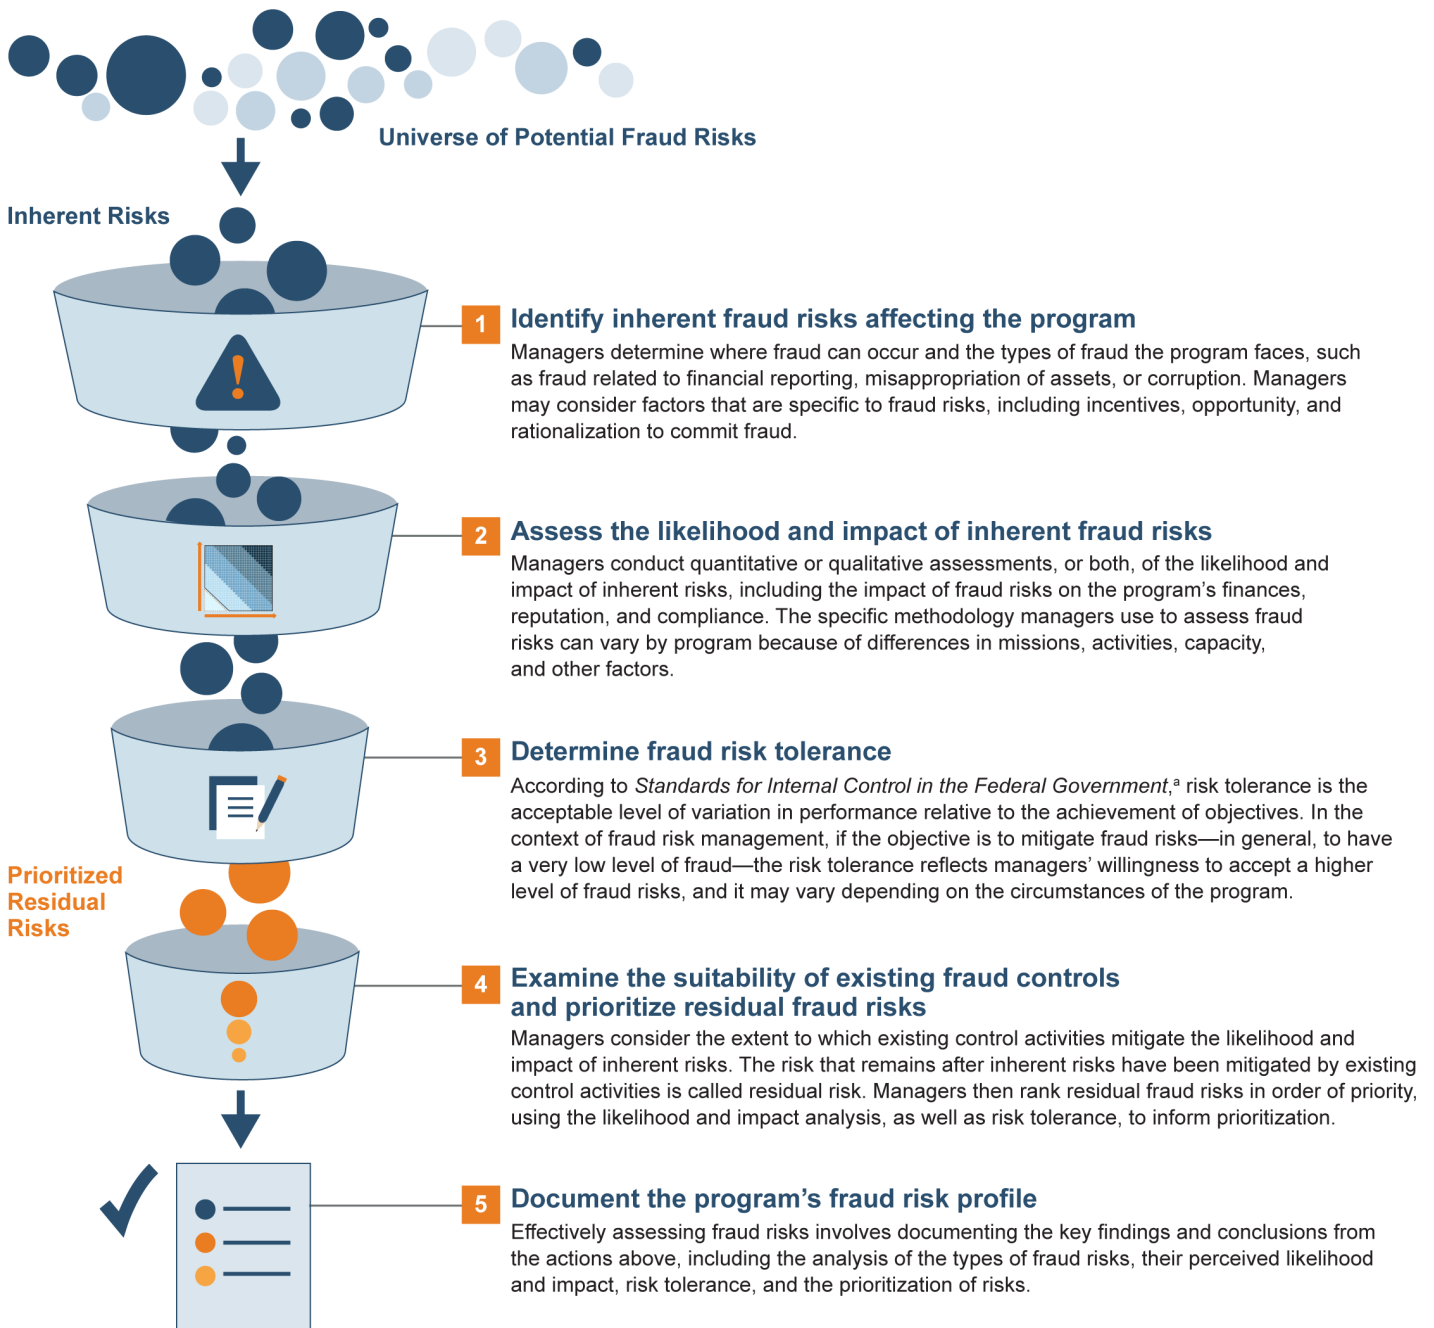 Universe of Potential Fraud Risks
Inherent Risks
1
Identify inherent fraud risks affecting the program
Managers determine where fraud can occur and the types of fraud the program faces, such
as fraud related to financial reporting, misappropriation of assets, or corruption. Managers
may consider factors that are specific to fraud risks, including incentives, opportunity, and
rationalization to commit fraud.
2
Assess the likelihood and impact of inherent fraud risks
Managers conduct quantitative or qualitative assessments, or both, of the likelihood and
impact of inherent risks, including the impact of fraud risks on the program’s finances,
reputation, and compliance. The specific methodology managers use to assess fraud
risks can vary by program because of differences in missions, activities, capacity,
and other factors.
3
Determine fraud risk tolerance
According to Standards for Internal Control in the Federal Government,ª risk tolerance is the
acceptable level of variation in performance relative to the achievement of objectives. In the
context of fraud risk management, if the objective is to mitigate fraud risks—in general, to have
a very low level of fraud—the risk tolerance reflects managers’ willingness to accept a higher
level of fraud risks, and it may vary depending on the circumstances of the program.
Prioritized
Residual
Risks
4
Examine the suitability of existing fraud controls
and prioritize residual fraud risks
Managers consider the extent to which existing control activities mitigate the likelihood and
impact of inherent risks. The risk that remains after inherent risks have been mitigated by existing
control activities is called residual risk. Managers then rank residual fraud risks in order of priority,
using the likelihood and impact analysis, as well as risk tolerance, to inform prioritization.
5
Document the program’s fraud risk profile
Effectively assessing fraud risks involves documenting the key findings and conclusions from
the actions above, including the analysis of the types of fraud risks, their perceived likelihood
and impact, risk tolerance, and the prioritization of risks.